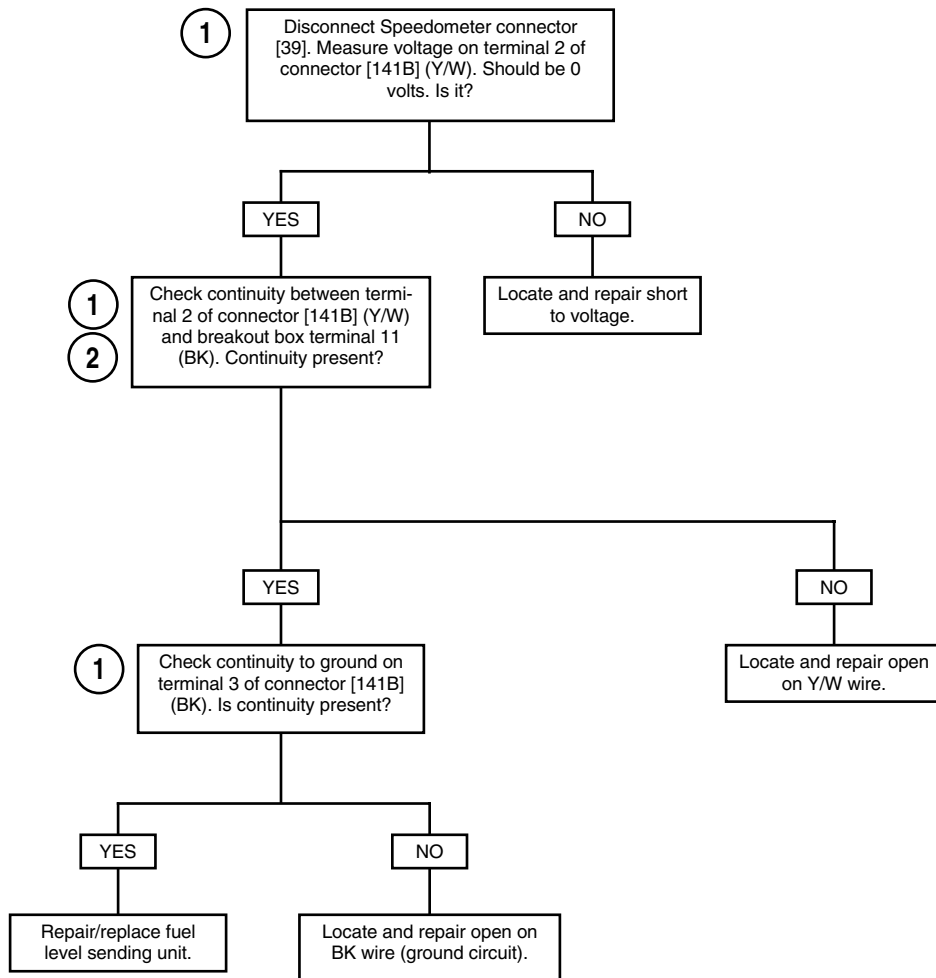 1
Disconnect Speedometer connector
[39]. Measure voltage on terminal 2 of
connector [141B] (Y/W). Should be 0
volts. Is it?
YES
NO
1
2
Check continuity between termi-
nal 2 of connector [141B] (Y/W)
and breakout box terminal 11
(BK). Continuity present?
Locate and repair short
to voltage.
YES
NO
1
Check continuity to ground on
terminal 3 of connector [141B]
(BK). Is continuity present?
Locate and repair open
on Y/W wire.
YES
NO
Repair/replace fuel
level sending unit.
Locate and repair open on
BK wire (ground circuit).